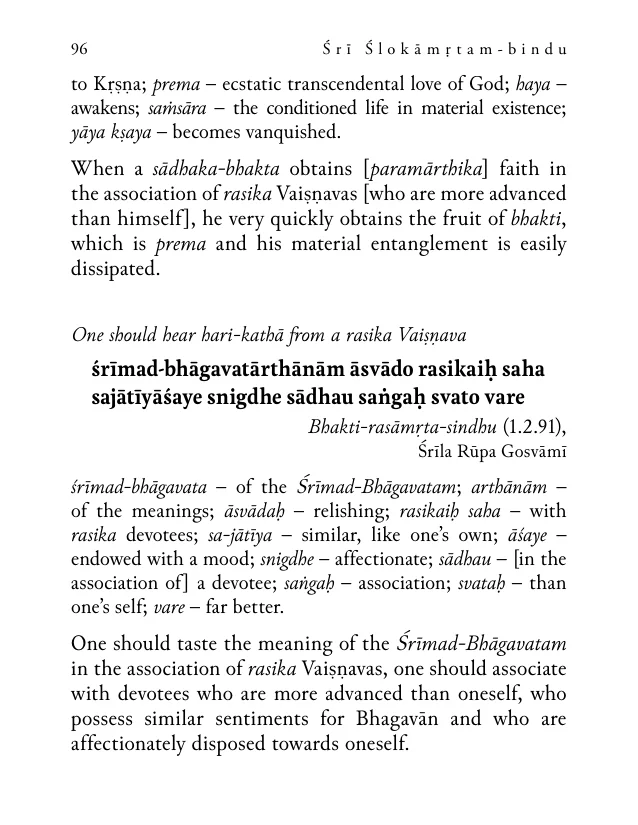 96
Śrī Ślokāmṛtam-bindu
to Kṛṣṇa; prema – ecstatic transcendental love of God; haya –
awakens; saṁsāra – the conditioned life in material existence;
yāya kṣaya – becomes vanquished.
When a sādhaka-bhakta obtains [paramārthika] faith in
the association of rasika Vaiṣṇavas [who are more advanced
than himself], he very quickly obtains the fruit of bhakti,
which is prema and his material entanglement is easily
dissipated.
One should hear hari-kathā from a rasika Vaiṣṇava
śrīmad-bhāgavatārthānām āsvādo rasikaiḥ saha
sajātīyāśaye snigdhe sādhau saṅgaḥ svato vare
Bhakti-rasāmṛta-sindhu (1.2.91),
Śrīla Rūpa Gosvāmī
śrīmad-bhāgavata – of the Śrīmad-Bhāgavatam; arthānām –
of the meanings; āsvādaḥ – relishing; rasikaiḥ saha – with
rasika devotees; sa-jātīya – similar, like one’s own; āśaye –
endowed with a mood; snigdhe – affectionate; sādhau – [in the
association of] a devotee; saṅgaḥ – association; svataḥ – than
one’s self; vare – far better.
One should taste the meaning of the Śrīmad-Bhāgavatam
in the association of rasika Vaiṣṇavas, one should associate
with devotees who are more advanced than oneself, who
possess similar sentiments for Bhagavān and who are
affectionately disposed towards oneself.